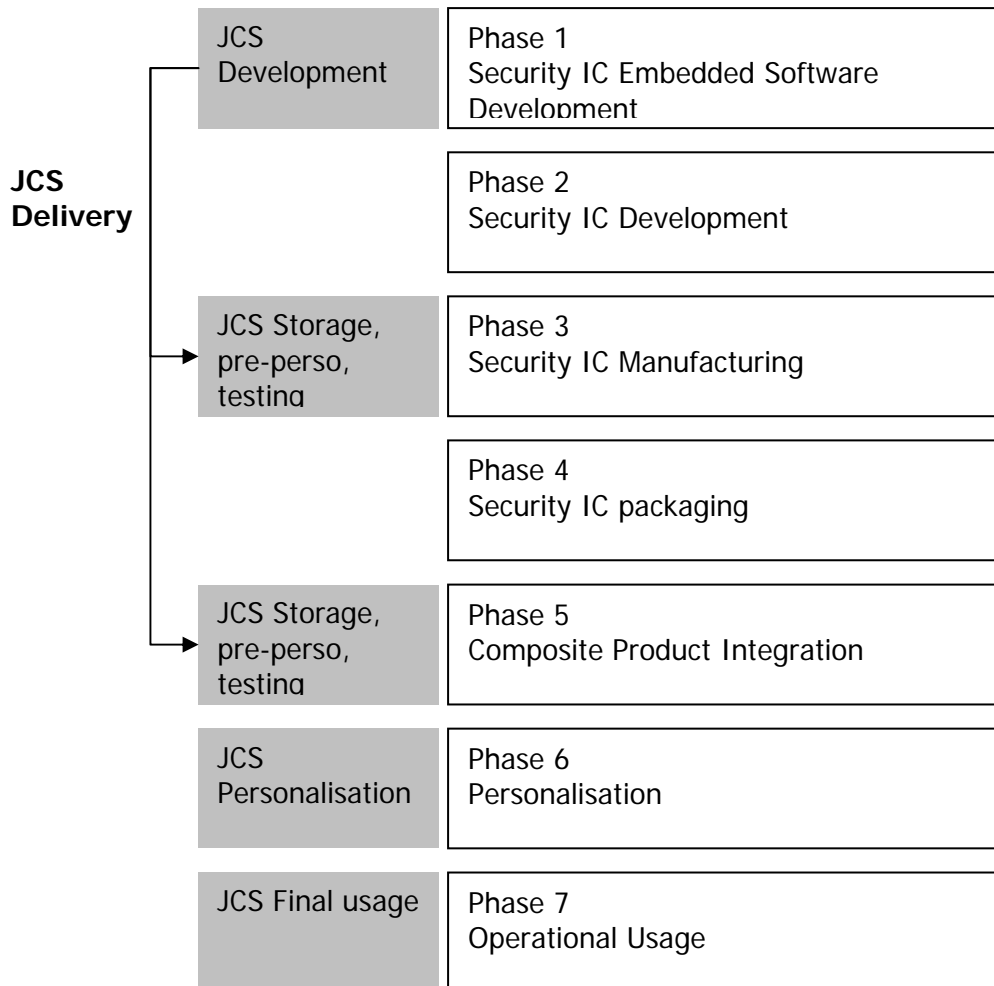 JCS
Development
Phase 1
Security IC Embedded Software
Development
JCS
Delivery
Phase 2
Security IC Development
JCS Storage,
pre-perso,
testing
Phase 3
Security IC Manufacturing
Phase 4
Security IC packaging
JCS Storage,
pre-perso,
testing
Phase 5
Composite Product Integration
JCS
Personalisation
Phase 6
Personalisation
JCS Final usage
Phase 7
Operational Usage